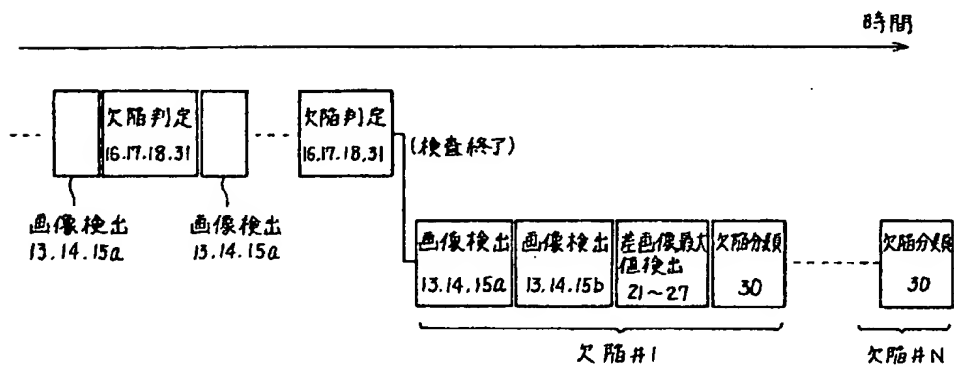 時間
欠陥判定
16.17.18.31
欠陥判定
16.17.18.31
(検査終了)
画像検出
13.14.15a
画像検出
13.14.15a
画像検出
13.14.15a
画像検出
13.14.15b
差画像最大
値検出
21～27
欠陥分類
30
欠陥分類
30
欠陥#1
欠陥#N